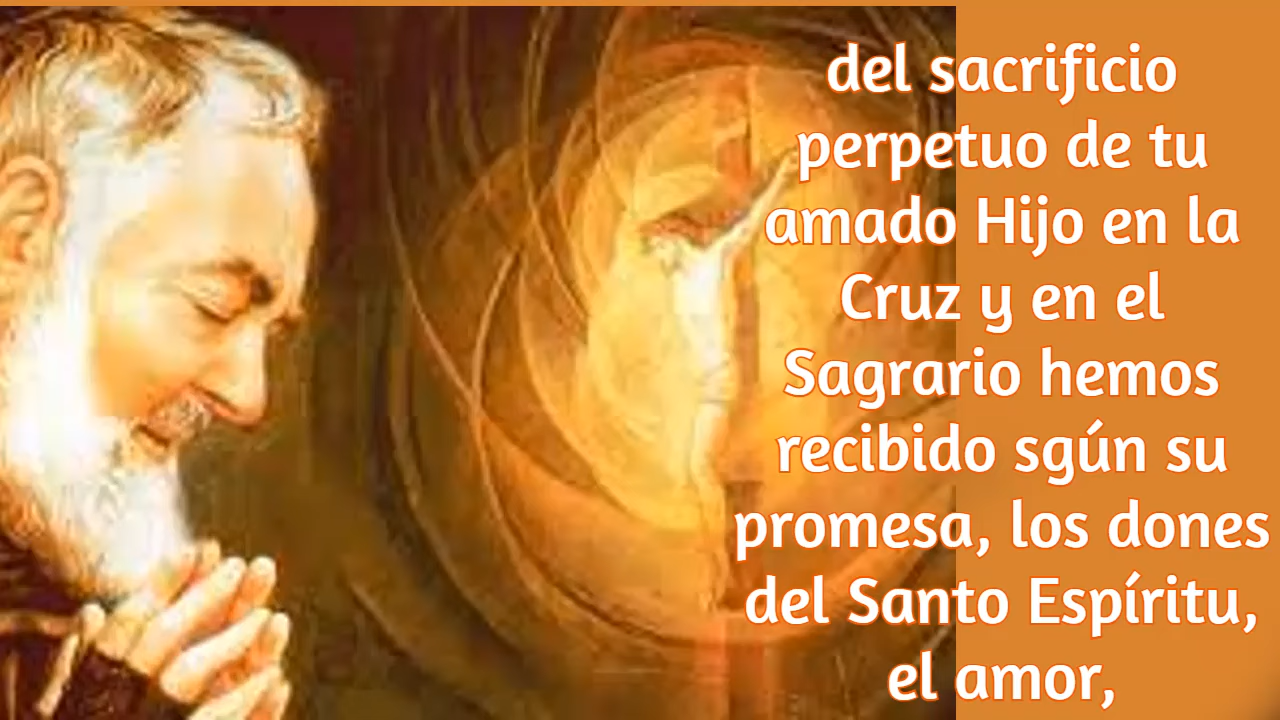 del sacrificio
perpetuo de tu
amado Hijo en la
Cruz y en el
Sagrario hemos
recibido sgún su
promesa, los dones
del Santo Espíritu,
el amor,